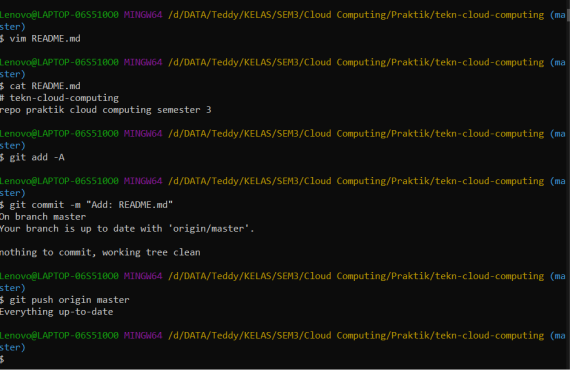 Lenovo@LAPTOP-06S510O0 MINGW64 /d/DATA/Teddy/KELAS/SEM3/Cloud Computing/Praktik/tekn-cloud-computing (ma
ster)
$ vim README.md
Lenovo@LAPTOP-06S510O0 MINGW64 /d/DATA/Teddy/KELAS/SEM3/Cloud Computing/Praktik/tekn-cloud-computing (ma
ster)
$ cat README.md
# tekn-cloud-computing
repo praktik cloud computing semester 3
Lenovo@LAPTOP-06S510O0 MINGW64 /d/DATA/Teddy/KELAS/SEM3/Cloud Computing/Praktik/tekn-cloud-computing (ma
ster)
$ git add -A
Lenovo@LAPTOP-06S510O0 MINGW64 /d/DATA/Teddy/KELAS/SEM3/Cloud Computing/Praktik/tekn-cloud-computing (ma
ster)
$ git commit -m "Add: README.md"
On branch master
Your branch is up to date with 'origin/master'.
nothing to commit, working tree clean
Lenovo@LAPTOP-06S510O0 MINGW64 /d/DATA/Teddy/KELAS/SEM3/Cloud Computing/Praktik/tekn-cloud-computing (ma
ster)
$ git push origin master
Everything up-to-date
Lenovo@LAPTOP-06S510O0 MINGW64 /d/DATA/Teddy/KELAS/SEM3/Cloud Computing/Praktik/tekn-cloud-computing (ma
ster)
$